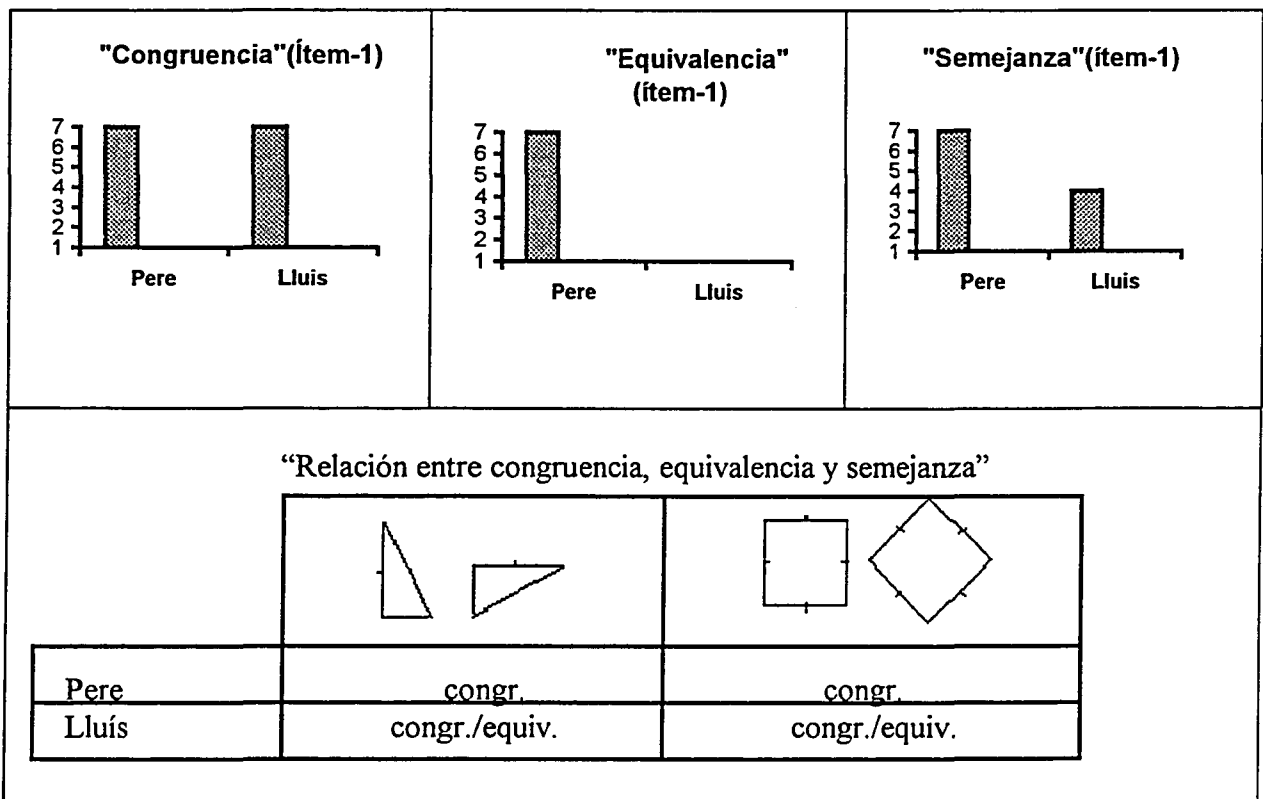 "Congruencia"(Ítem-1)
7
6
5
4
3
2
1
Pere Lluis
"Equivalencia"
(ítem-1)
7
6
5
4
3
2
1
Pere Lluis
"Semejanza"(ítem-1)
7
6
5
4
3
2
1
Pere Lluis
“Relación entre congruencia, equivalencia y semejanza”
Pere congr. congr.
Lluís congr./equiv. congr./equiv.